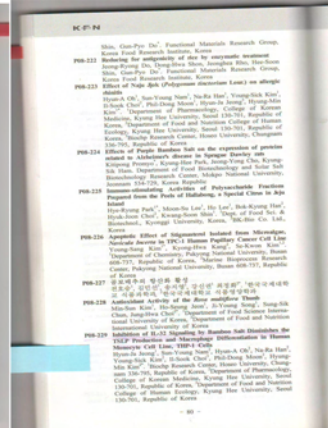 K F N
Shin, Gun-Pyo Do. Functional Materials Research Group,
Korea Food Research Institute, Korea
P08-222 Reducing for antigenicity of rice by enzymatic treatment
Jeong-Ryong Do, Dong-Hwa Shon, Jeonghee Rho, Hee-Soon
Shin, Gun-Pyo Do. Functional Materials Research Group,
Korea Food Research Institute, Korea
P08-223 Effect of (Polygonum tinctorium Lour.) on allergic
rhinitis
Hyun-A Oh, Sun-Young Nam, Na-Ra Han, Young-Sick Kim,
Il-Sook Choi, Phil-Dong Moon, Hyun-Ja Jeong, Hyung-Min
Kim. Department of Pharmacology, College of Korean
Medicine, Kyung Hee University, Seoul 130-701, Republic of
Korea, Department of Food and Nutrition College of Human
Ecology, Kyung Hee University, Seoul 130-701, Republic of
Korea, Biochip Research Center, Hoseo University, Chungnam
336-795, Republic of Korea
P08-224 Effects of Purple Bamboo Salt on the expression of proteins
related to Alzheimer's disease in Sprague Dawley rats
Hyun Park, Jeong-Yong Cho, Kyung-
Sik Ham. Department of Food Biotechnology and Solar Salt
Biotechnology Research Center, Mokpo National University,
Jeonnam 534-729, Korea Republic
P08-225 Immuno-stimulating Activities of Polysaccharide Fractions
Prepared from the Peels of Hallabong, a Special Citrus in Jeju
Island
Hye-Ryung Park, Moon-Su Lee, Bok-Kyung Han,
Hyuk-Joon Choi, Kwang-Soon Shin. Dept. of Food Sci. &
Biotechnol., Kyonggi University, Korea, BK-Bio Co. Ltd.,
Korea
P08-226 Apoptotic Effect of Stigmasterol Isolated from Microalgae,
Navicula incerta in TPC-1 Human Papillary Cancer Cell Line
Young-Sang Kim, Kyong-Hwa Kang, Se-Kwon Kim.
Department of Chemistry, Pukyong National University, Busan
608-737, Republic of Korea, Marine Bioprocess Research
Center, Pukyong National University, Busan 608-737, Republic
of Korea
P08-227
P08-228 Antioxidant Activity of the Rosa multiflora Thunb
Min-Sun Kim, Ho-Seong Jeon, Ji-Young Song, Sung-Sik
Chun, Jung-Hwa Choi. Department of Food Science Interna-
tional University of Korea, Department of Food and Nutrition
International University of Korea
P08-229 Inhibition of IL-32 Signaling by Bamboo Salt Diminishes the
TSLP Production and Macrophage Differentiation in Human
Monocyte Cell Line, THP-1 Cells
Hyun-Ja Jeong, Sun-Young Nam, Hyun-A Oh, Na-Ra Han,
Young-Sick Kim, Il-Sook Choi, Phil-Dong Moon, Hyung-
Min Kim. Biochip Research Center, Hoseo University, Chung-
nam 336-795, Republic of Korea, Department of Pharmacology,
College of Korean Medicine, Kyung Hee University, Seoul
130-701, Republic of Korea, Department of Food and Nutrition
College of Human Ecology, Kyung Hee University, Seoul
130-701, Republic of Korea